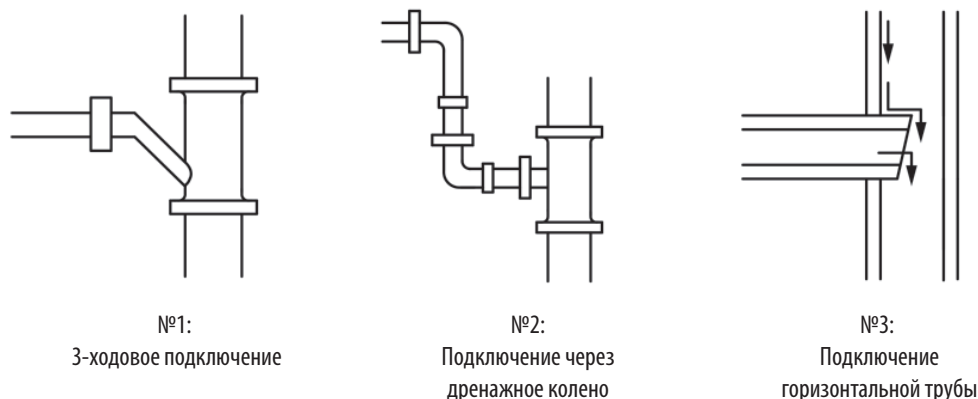 №1:
3-ходовое подключение
№2:
Подключение через
дренажное колено
№3:
Подключение
горизонтальной трубы